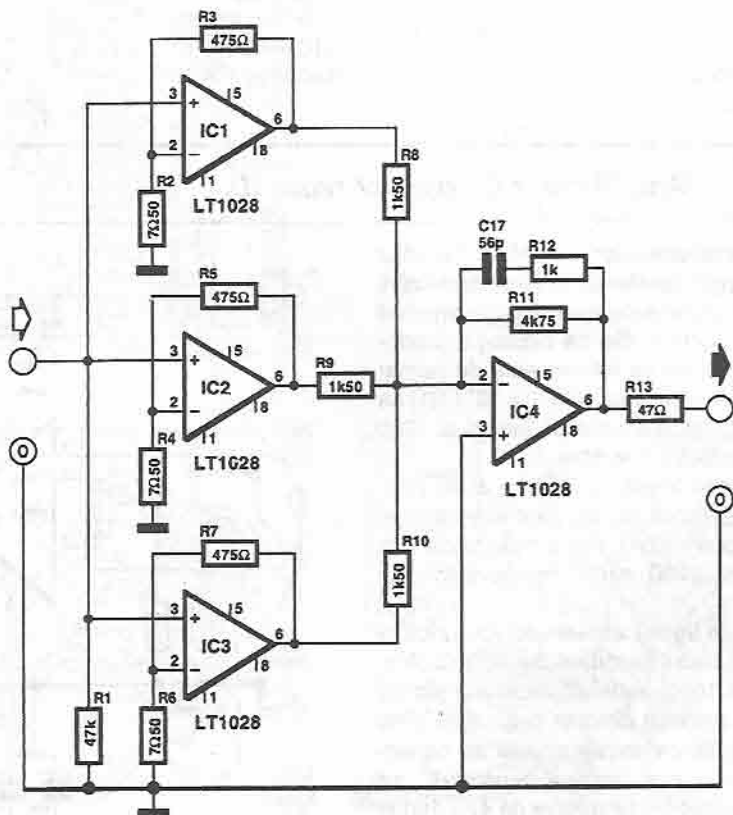 R3
475Ω
3
+
5
IC1
6
2
−
8
1
LT1028
R2
7Ω50
R8
1k50
C17
56p
R12
1k
R11
4k75
R5
475Ω
3
+
5
IC2
6
2
−
8
1
LT1028
R9
1k50
R4
7Ω50
2
−
5
IC4
6
3
+
8
1
LT1028
R13
47Ω
0
0
R7
475Ω
R10
1k50
3
+
5
IC3
6
2
−
8
1
LT1028
R1
47k
R6
7Ω50